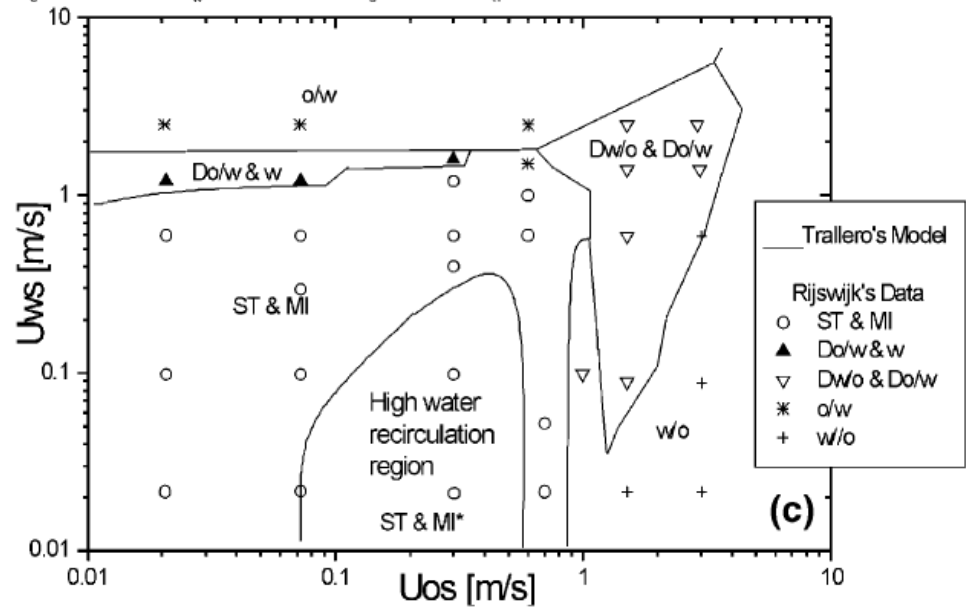 10
o/w
Dw/o & Do/w
Do/w & w
1
Uws [m/s]
ST & MI
0.1
High water
recirculation
region
w/o
ST & MI*
(c)
0.01
0.01
0.1
1
10
Uos [m/s]
Trallero's Model
Rijswijk's Data
ST & MI
Do/w & w
Dw/o & Do/w
o/w
w//o